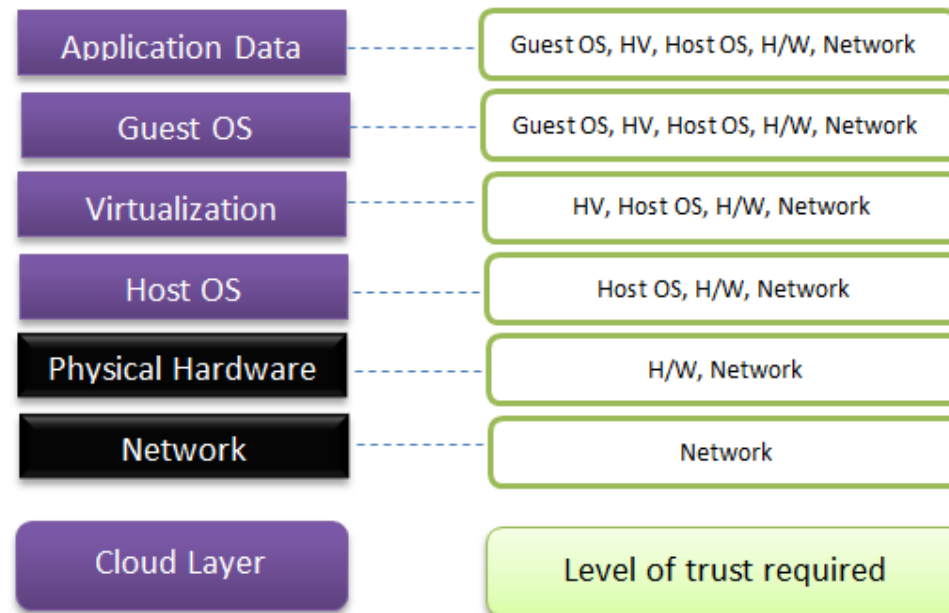 Application Data
Guest OS, HV, Host OS, H/W, Network
Guest OS
Guest OS, HV, Host OS, H/W, Network
Virtualization
HV, Host OS, H/W, Network
Host OS
Host OS, H/W, Network
Physical Hardware
H/W, Network
Network
Network
Cloud Layer
Level of trust required